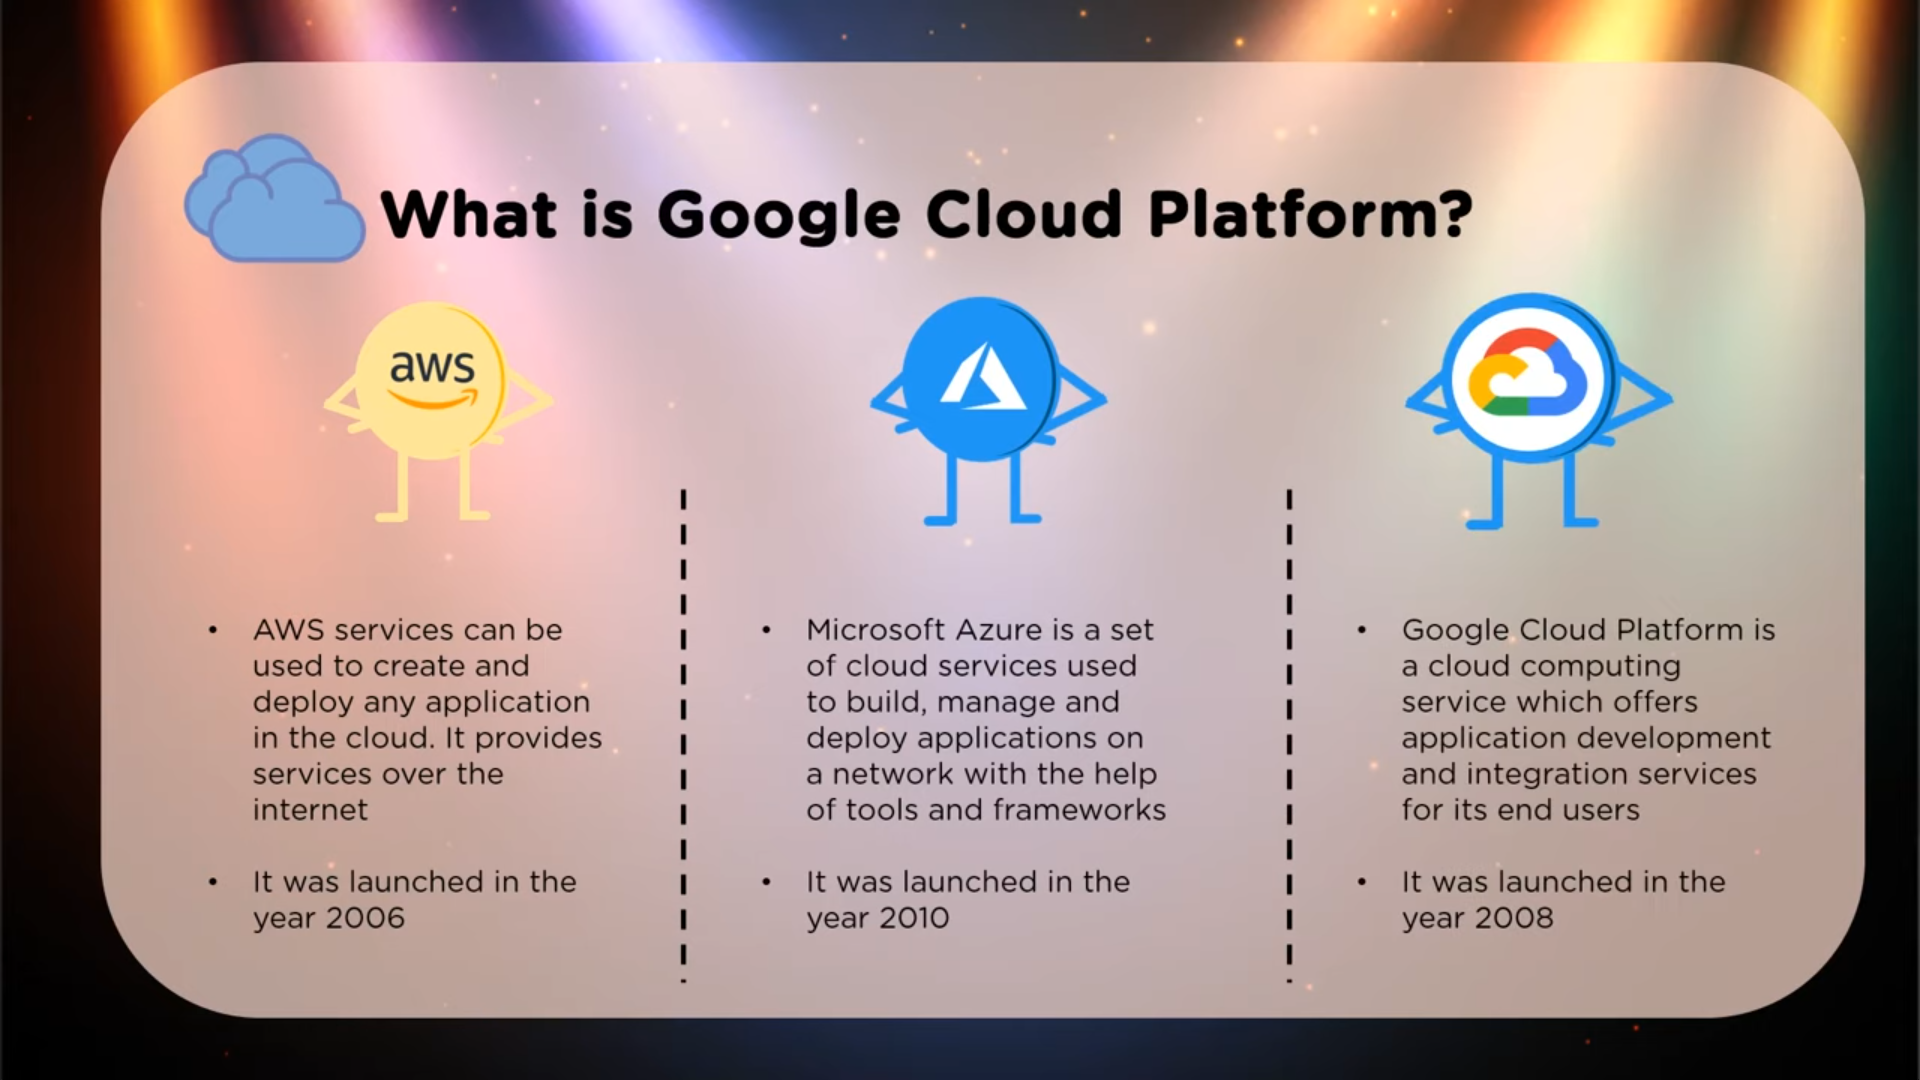 What is Google Cloud Platform?
aws
• AWS services can be
used to create and
deploy any application
in the cloud. It provides
services over the
internet
• It was launched in the
year 2006
• Microsoft Azure is a set
of cloud services used
to build, manage and
deploy applications on
a network with the help
of tools and frameworks
• It was launched in the
year 2010
• Google Cloud Platform is
a cloud computing
service which offers
application development
and integration services
for its end users
• It was launched in the
year 2008